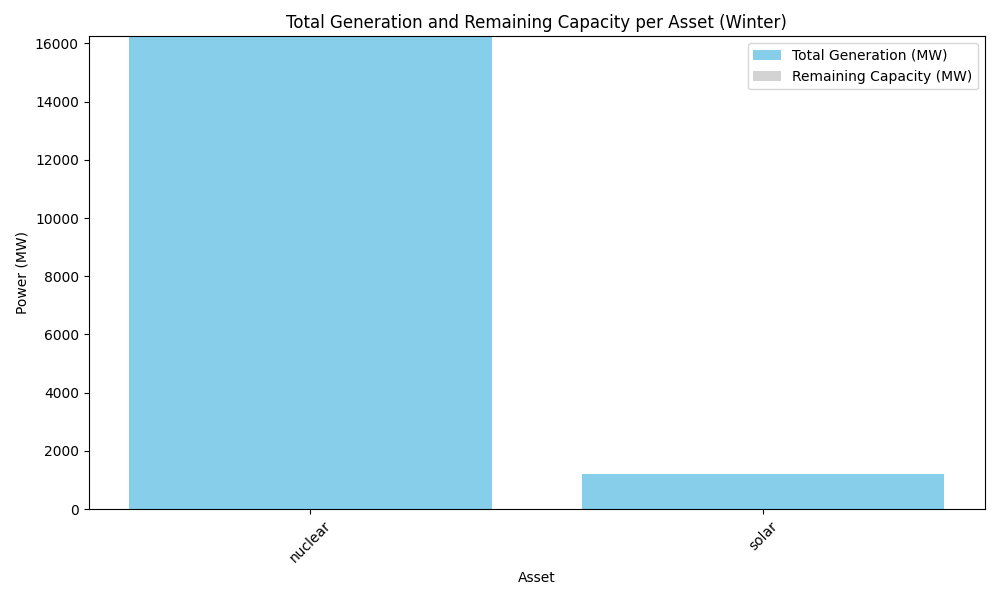 Total Generation and Remaining Capacity per Asset (Winter)
Total Generation (MW)
Remaining Capacity (MW)
Power (MW)
16000
14000
12000
10000
8000
6000
4000
2000
0
nuclear
solar
Asset